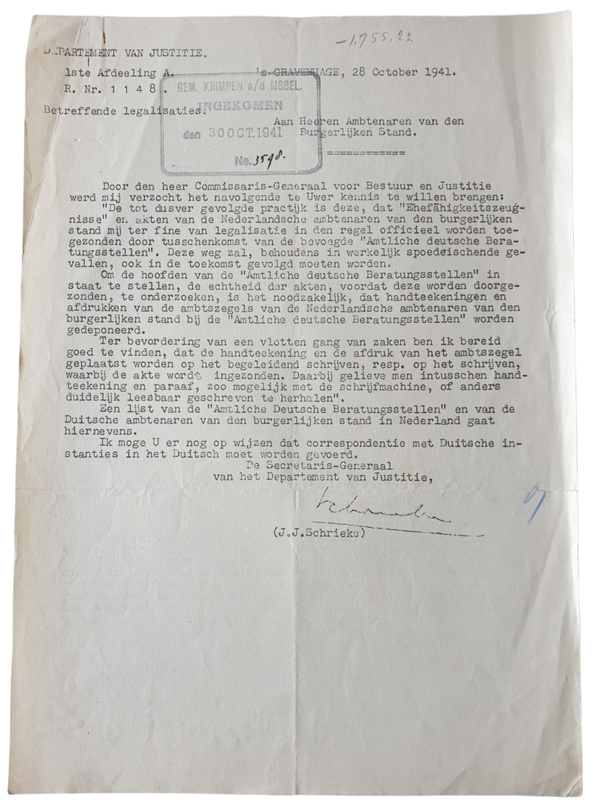 -1.755.22
DEPARTEMENT VAN JUSTITIE.
1ste Afdeeling A. 's-GRAVENHAGE, 28 October 1941.
R. Nr. 1 1 4 8 .
GEM. KRIMPEN a/d IJSSEL.
INGEKOMEN
den 30 OCT. 1941
No. 3598.
Betreffende legalisaties.
Aan Heeren Ambtenaren van den
Burgerlijken Stand.
===========
Door den heer Commissaris-Generaal voor Bestuur en Justitie
werd mij verzocht het navolgende te Uwer kennis te willen brengen:
"De tot dusver gevolgde practijk is deze, dat "Ehefähigkeitszeug-
nisse" en akten van de Nederlandsche ambtenaren van den burgerlijken
stand mij ter fine van legalisatie in den regel officieel worden toe-
gezonden door tusschenkomst van de bevoegde "Amtliche deutsche Bera-
tungsstellen". Deze weg zal, behoudens in werkelijk spoedeischende ge-
vallen, ook in de toekomst gevolgd moeten worden.
Om de hoofden van de "Amtliche deutsche Beratungsstellen" in
staat te stellen, de echtheid der akten, voordat deze worden doorge-
zonden, te onderzoeken, is het noodzakelijk, dat handteekeningen en
afdrukken van de ambtszegels van de Nederlandsche ambtenaren van den
burgerlijken stand bij de "Amtliche deutsche Beratungsstellen" worden
gedeponeerd.
Ter bevordering van een vlotten gang van zaken ben ik bereid
goed te vinden, dat de handteekening en de afdruk van het ambtszegel
geplaatst worden op het begeleidend schrijven, resp. op het schrijven,
waarbij de akte wordt ingezonden. Daarbij gelieve men intusschen hand-
teekening en paraaf, zoo mogelijk met de schrijfmachine, of anders
duidelijk leesbaar geschreven te herhalen".
Een lijst van de "Amtliche Deutsche Beratungsstellen" en van de
Duitsche ambtenaren van den burgerlijken stand in Nederland gaat
hiernevens.
Ik moge U er nog op wijzen dat correspondentie met Duitsche in-
stanties in het Duitsch moet worden gevoerd.
De Secretaris-Generaal
van het Departement van Justitie,
(J.J.Schrieke)